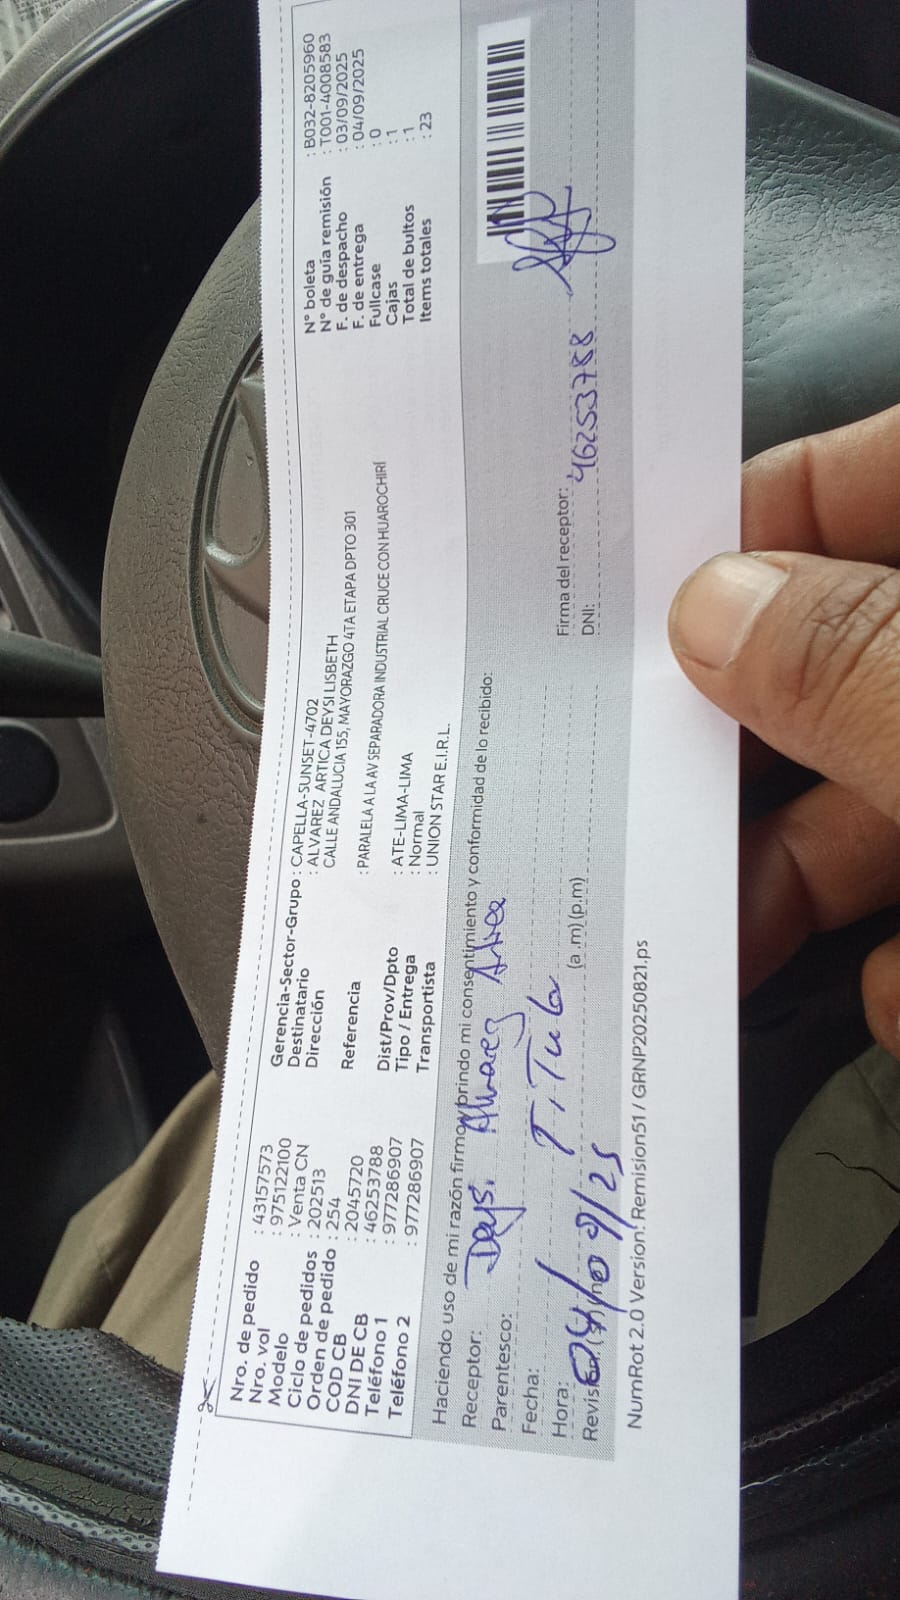 Nro. de pedido : 43157573
Nro. vol : 975122100
Modelo : Venta CN
Ciclo de pedidos : 202513
Orden de pedido : 254
COD CB : 2045720
DNI DE CB : 46253788
Teléfono 1 : 977286907
Teléfono 2 : 977286907
Gerencia-Sector-Grupo : CAPELLA-SUNSET-4702
Destinatario : ALVAREZ ARTICA DEYSI LISBETH
Dirección CALLE ANDALUCIA 155, MAYORAZGO 4TA ETAPA DPTO 301
Referencia : PARALELA A LA AV SEPARADORA INDUSTRIAL CRUCE CON HUAROCHIRÍ
Dist/Prov/Dpto : ATE-LIMA-LIMA
Tipo / Entrega : Normal
Transportista : UNION STAR E.I.R.L.
N° boleta : B032-8205960
N° de guía remisión : T001-4008583
F. de despacho : 03/09/2025
F. de entrega : 04/09/2025
Fullcase : 0
Cajas : 1
Total de bultos : 1
Items totales : 23
Haciendo uso de mi razón firmo y brindo mi consentimiento y conformidad de lo recibido:
Receptor: Deysi Alvarez Artica
Parentesco: Titula
Fecha: 04/09/25
Hora: (a .m) (p.m)
Firma del receptor:
DNI: 46253788
NumRot 2.0 Version: Remision51 / GRNP20250821.ps